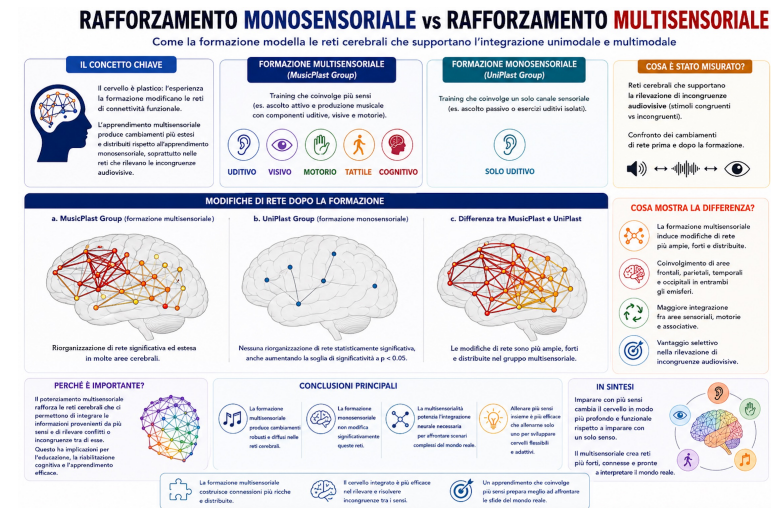 RAFFORZAMENTO MONOSENSORIALE vs RAFFORZAMENTO MULTISENSORIALE
Come la formazione modella le reti cerebrali che supportano l'integrazione unimodale e multimodale
IL CONCETTO CHIAVE
Il cervello è plastico: l'esperienza
la formazione modificano le reti
di connettività funzionale.
L'apprendimento multisensoriale
produce cambiamenti più estesi
e distribuiti rispetto all'apprendimento
monosensoriale, soprattutto nelle
reti che rilevano le incongruenze
audiovisive.
FORMAZIONE MULTISENSORIALE
(MusicPlast Group)
Training che coinvolge più sensi
(es. ascolto attivo e produzione musicale
con componenti uditive, visive e motorie).
UDITIVO
VISIVO
MOTORIO
TATTILE
COGNITIVO
FORMAZIONE MONOSENSORIALE
(UniPlast Group)
Training che coinvolge un solo canale sensoriale
(es. ascolto passivo o esercizi uditivi isolati).
SOLO UDITIVO
COSA È STATO MISURATO?
Reti cerebrali che supportano
la rilevazione di incongruenze
audiovisive (stimoli congruenti
vs incongruenti).
Confronto dei cambiamenti
di rete prima e dopo la formazione.
MODIFICHE DI RETE DOPO LA FORMAZIONE
a. MusicPlast Group (formazione multisensoriale)
Riorganizzazione di rete significativa ed estesa
in molte aree cerebrali.
b. UniPlast Group (formazione monosensoriale)
Nessuna riorganizzazione di rete statisticamente significativa,
anche aumentando la soglia di significatività a p < 0.05.
c. Differenza tra MusicPlast e UniPlast
Le modifiche di rete sono più ampie, forti
e distribuite nel gruppo multisensoriale.
COSA MOSTRA LA DIFFERENZA?
La formazione multisensoriale
induce modifiche di rete
più ampie, forti e distribuite.
Coinvolgimento di aree
frontali, parietali, temporali
e occipitali in entrambi
gli emisferi.
Maggiore integrazione
fra aree sensoriali, motorie
e associative.
Vantaggio selettivo
nella rilevazione di
incongruenze audiovisive.
PERCHÉ È IMPORTANTE?
Il potenziamento multisensoriale
rafforza le reti cerebrali che ci
permettono di integrare le
informazioni provenienti da più
sensi e di rilevare conflitti o
incongruenze tra di esse.
Questo ha implicazioni per
l'educazione, la riabilitazione
cognitiva e l'apprendimento
efficace.
CONCLUSIONI PRINCIPALI
La formazione
multisensoriale
produce cambiamenti
robusti e diffusi nelle
reti cerebrali.
La formazione
monosensoriale
non modifica
significativamente
queste reti.
La multisensorialità
potenzia l'integrazione
neurale necessaria
per affrontare scenari
complessi del mondo reale.
Allenare più sensi
insieme è più efficace
che allenarne solo
uno per sviluppare
cervelli flessibili
e adattivi.
IN SINTESI
Imparare con più sensi
cambia il cervello in modo
più profondo e funzionale
rispetto a imparare con
un solo senso.
Il multisensoriale crea reti
più forti, connesse e pronte
a interpretare il mondo reale.
La formazione multisensoriale
costruisce connessioni più ricche
e distribuite.
Il cervello integrato è più efficace
nel rilevare e risolvere
incongruenze tra i sensi.
Un apprendimento che coinvolge
più sensi prepara meglio ad affrontare
le sfide del mondo reale.